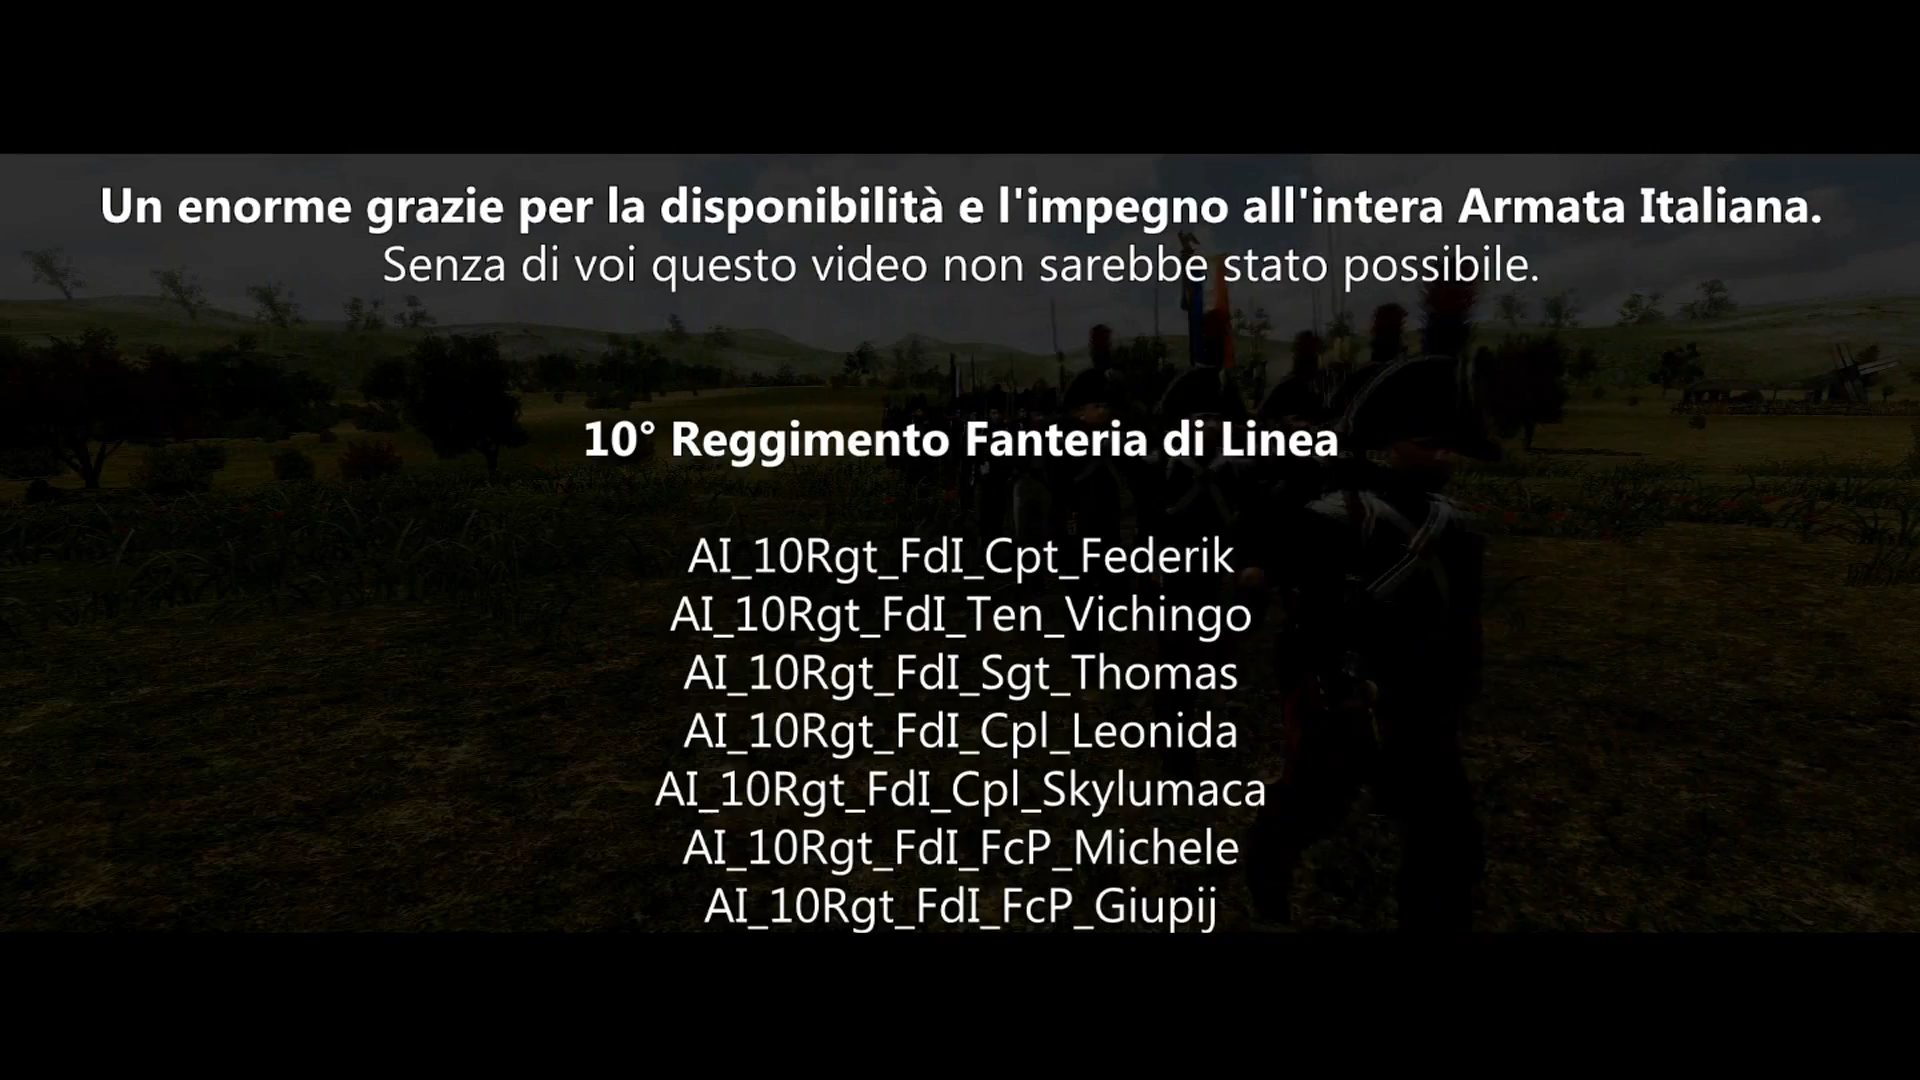 Un enorme grazie per la disponibilità e l'impegno all'intera Armata Italiana.
Senza di voi questo video non sarebbe stato possibile.
10° Reggimento Fanteria di Linea
AI_10Rgt_FdI_Cpt_Federik
AI_10Rgt_FdI_Ten_Vichingo
AI_10Rgt_FdI_Sgt_Thomas
AI_10Rgt_FdI_Cpl_Leonida
AI_10Rgt_FdI_Cpl_Skylumaca
AI_10Rgt_FdI_FcP_Michele
AI_10Rgt_FdI_FcP_Giupij